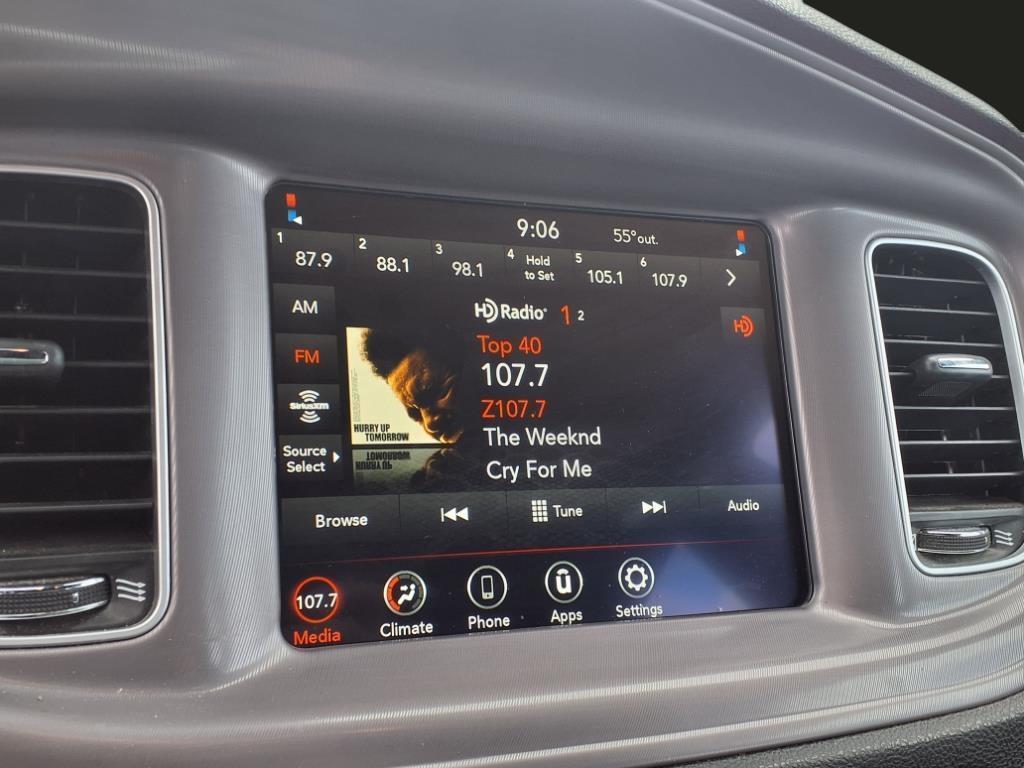 9:06
55° out.
1
87.9
2
88.1
3
98.1
4
Hold
to Set
5
105.1
6
107.9
AM
FM
SiriusXM
Source
Select
HD Radio 1 2
HD
HURRY UP
TOMORROW
Top 40
107.7
Z107.7
The Weeknd
Cry For Me
Browse
Tune
Audio
107.7
Media
Climate
Phone
ū
Apps
Settings